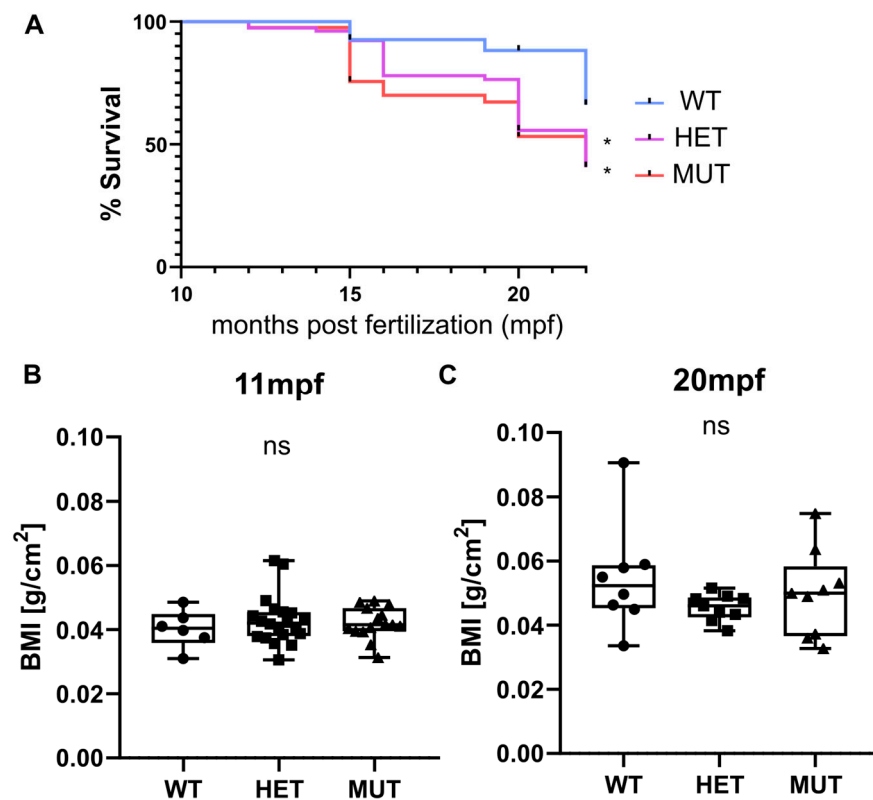 A
100
50
0
% Survival
10 15 20
months post fertilization (mpf)
WT
* HET
* MUT
B
11mpf
ns
0.10
0.08
0.06
0.04
0.02
0.00
BMI [g/cm²]
WT HET MUT
C
20mpf
ns
0.10
0.08
0.06
0.04
0.02
0.00
BMI [g/cm²]
WT HET MUT